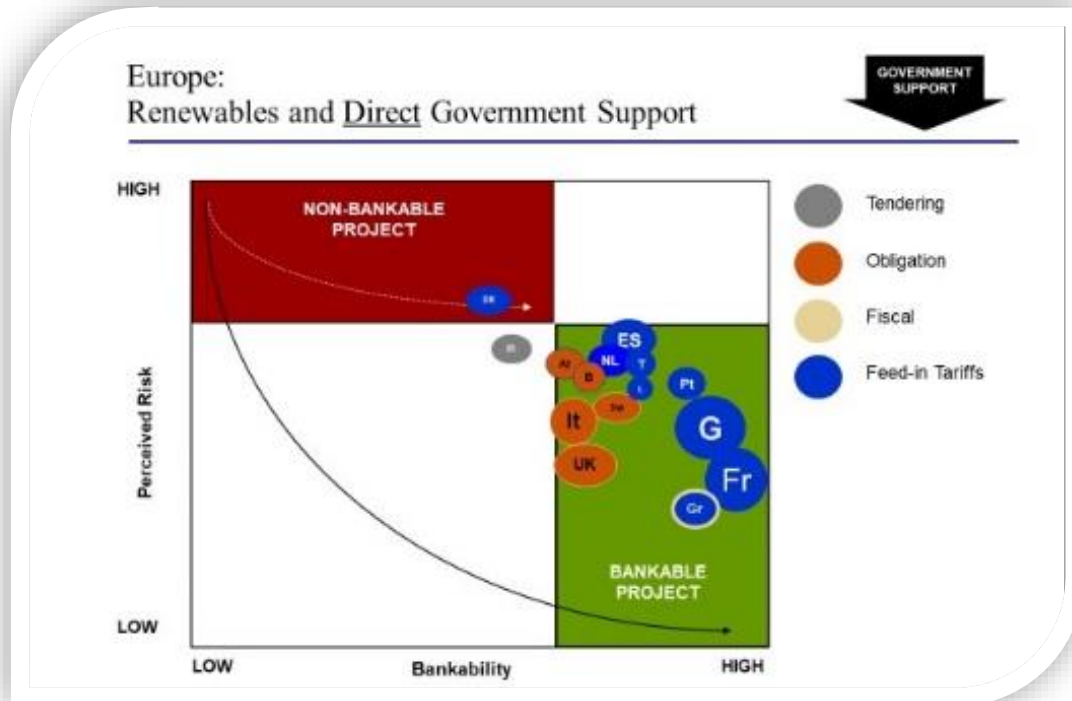 Europe:
Renewables and Direct Government Support
GOVERNMENT
SUPPORT
HIGH
NON-BANKABLE
PROJECT
Tendering
Obligation
Fiscal
Feed-in Tariffs
ES
NL
T
B
Pt
It
G
UK
Fr
Gr
BANKABLE
PROJECT
Perceived Risk
LOW
LOW
Bankability
HIGH